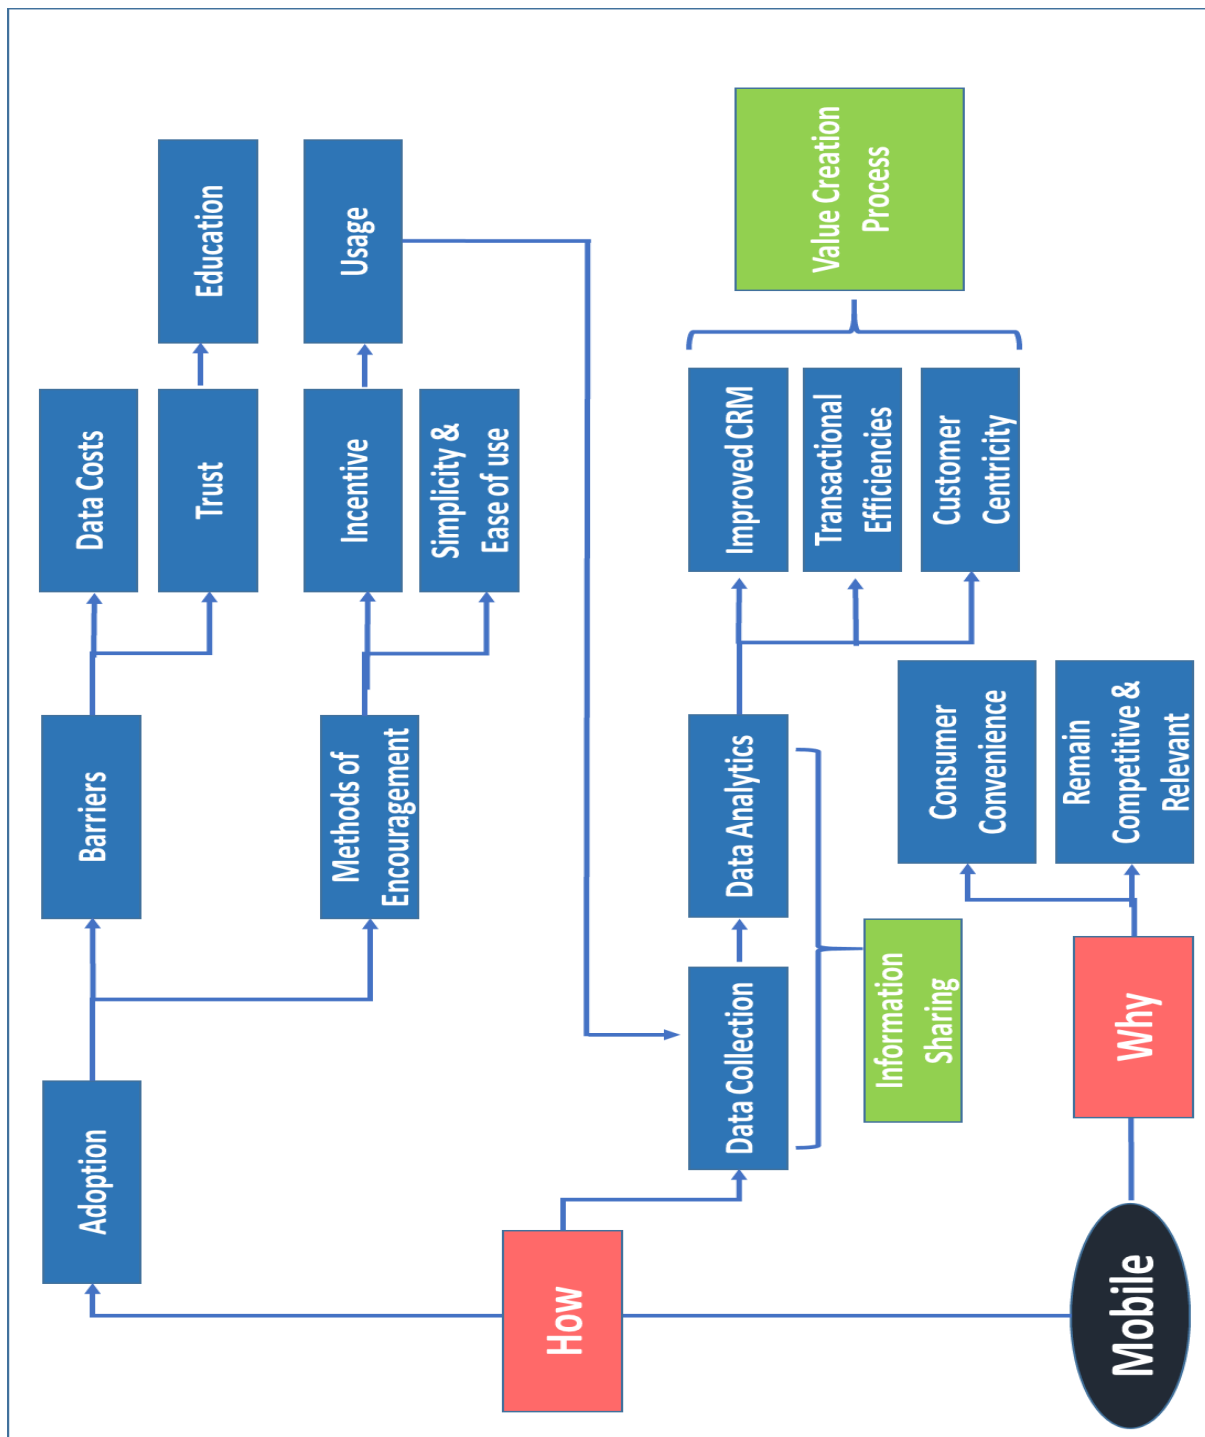 Adoption
Barriers
Data Costs
Trust
Education
Methods of
Encouragement
Incentive
Usage
Simplicity &
Ease of use
How
Data Collection
Data Analytics
Improved CRM
Transactional
Efficiencies
Customer
Centricity
Value Creation
Process
Information
Sharing
Consumer
Convenience
Mobile
Why
Remain
Competitive &
Relevant